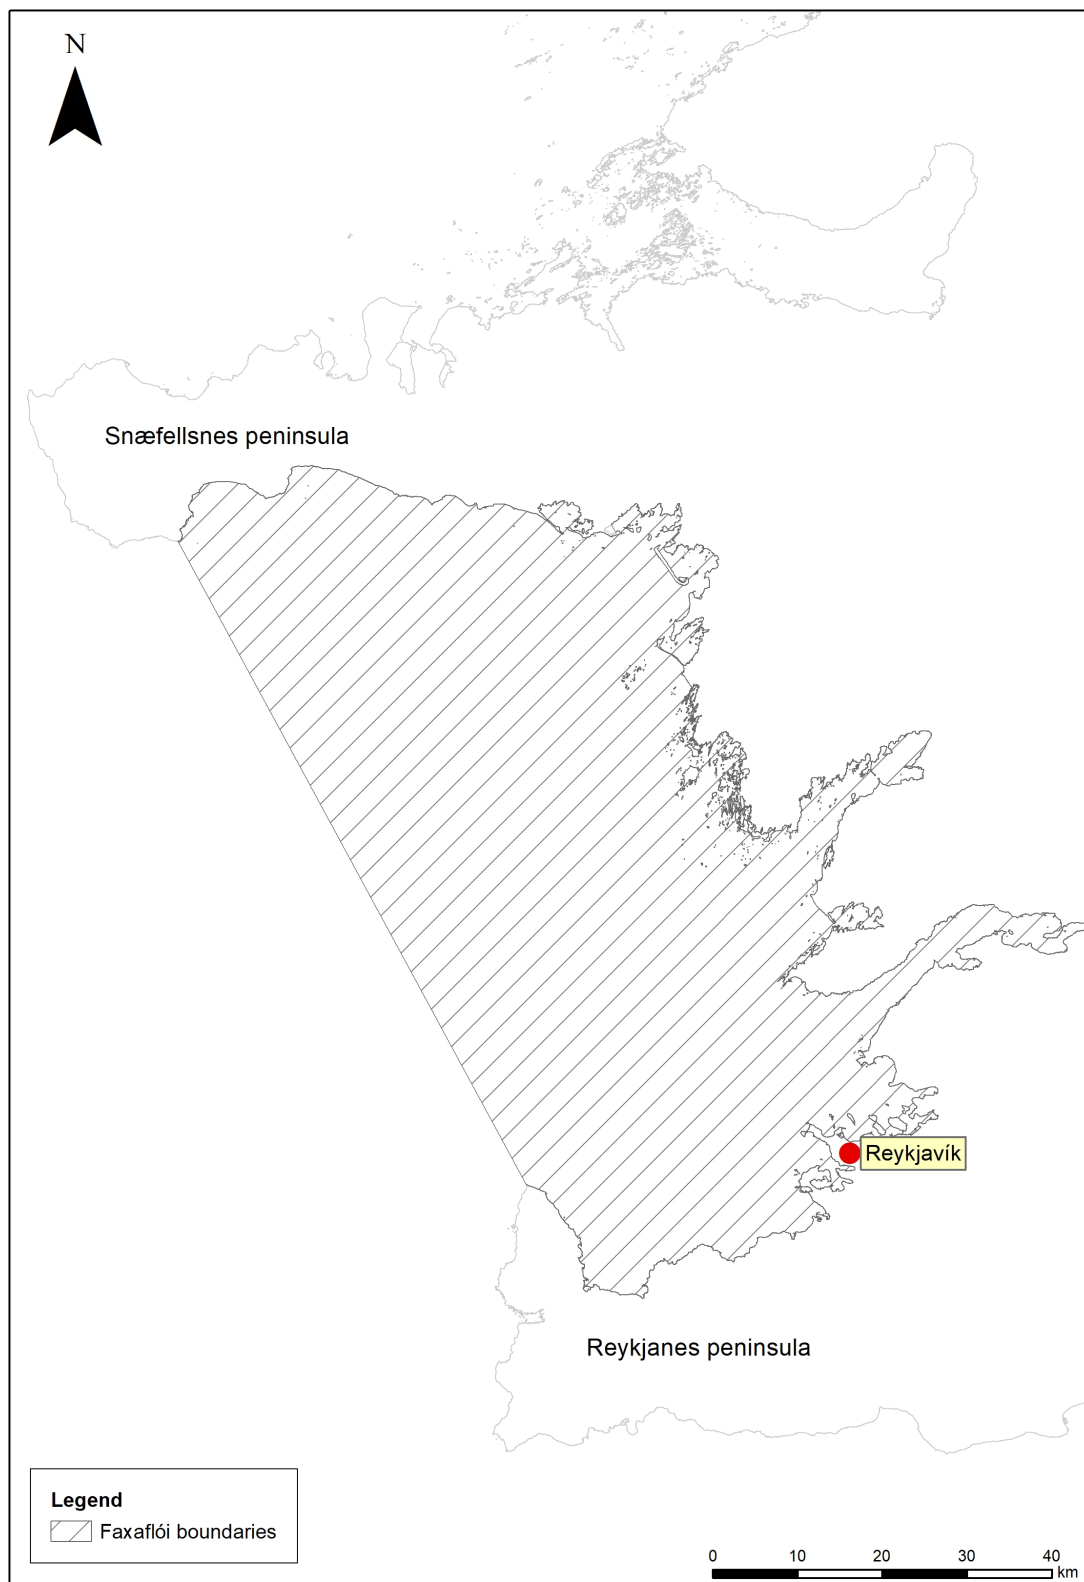 N
Snæfellsnes peninsula
Reykjavík
Reykjanes peninsula
Legend
Faxaflói boundaries
0 10 20 30 40
km